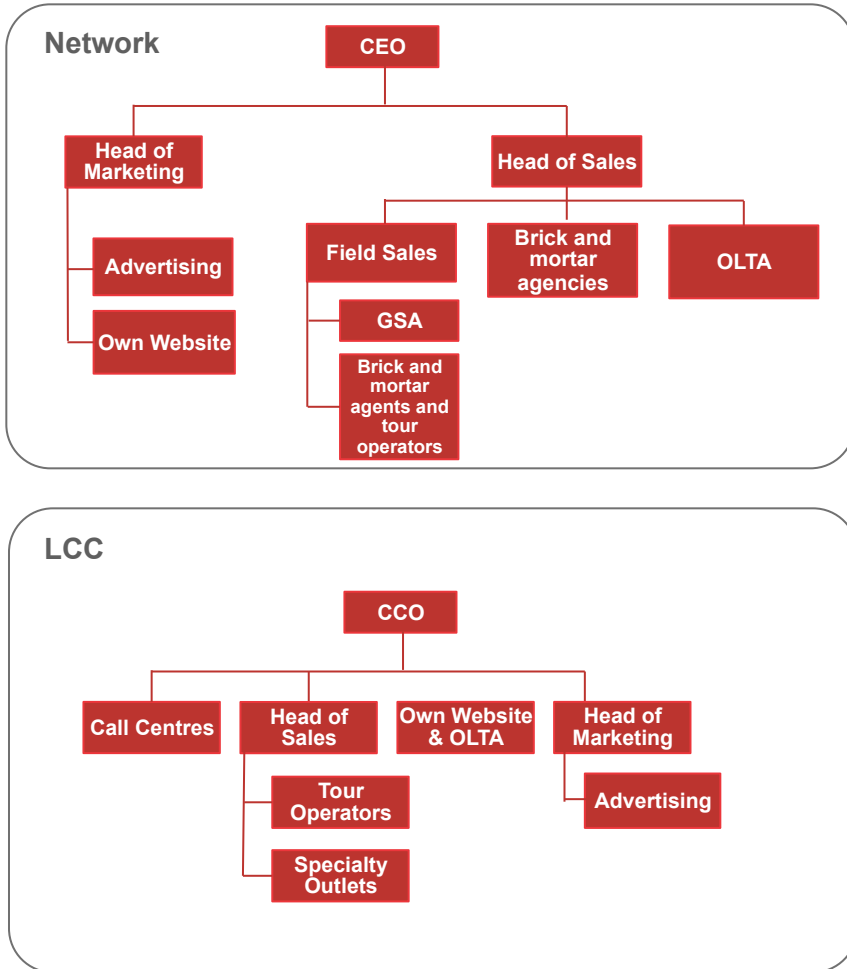 Network
CEO
Head of
Marketing
Head of Sales
Advertising
Own Website
Field Sales
Brick and
mortar
agencies
OLTA
GSA
Brick and
mortar
agents and
tour
operators
LCC
CCO
Call Centres
Head of
Sales
Own Website
& OLTA
Head of
Marketing
Tour
Operators
Specialty
Outlets
Advertising